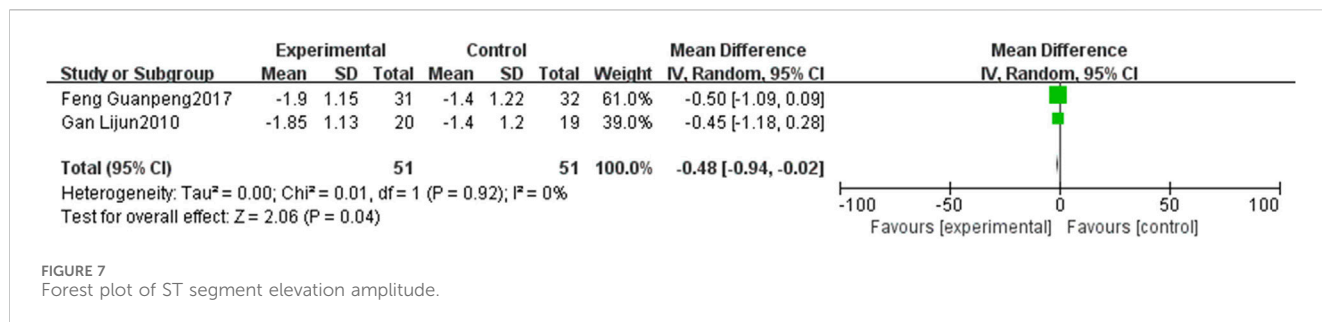 Experimental Control Mean Difference Mean Difference
Study or Subgroup Mean SD Total Mean SD Total Weight IV, Random, 95% CI IV, Random, 95% CI
Feng Guanpeng2017 -1.9 1.15 31 -1.4 1.22 32 61.0% -0.50 [-1.09, 0.09]
Gan Lijun2010 -1.85 1.13 20 -1.4 1.2 19 39.0% -0.45 [-1.18, 0.28]
Total (95% CI) 51 51 100.0% -0.48 [-0.94, -0.02]
Heterogeneity: Tau² = 0.00; Chi² = 0.01, df = 1 (P = 0.92); I² = 0%
Test for overall effect: Z = 2.06 (P = 0.04)
-100 -50 0 50 100
Favours [experimental] Favours [control]
FIGURE 7
Forest plot of ST segment elevation amplitude.